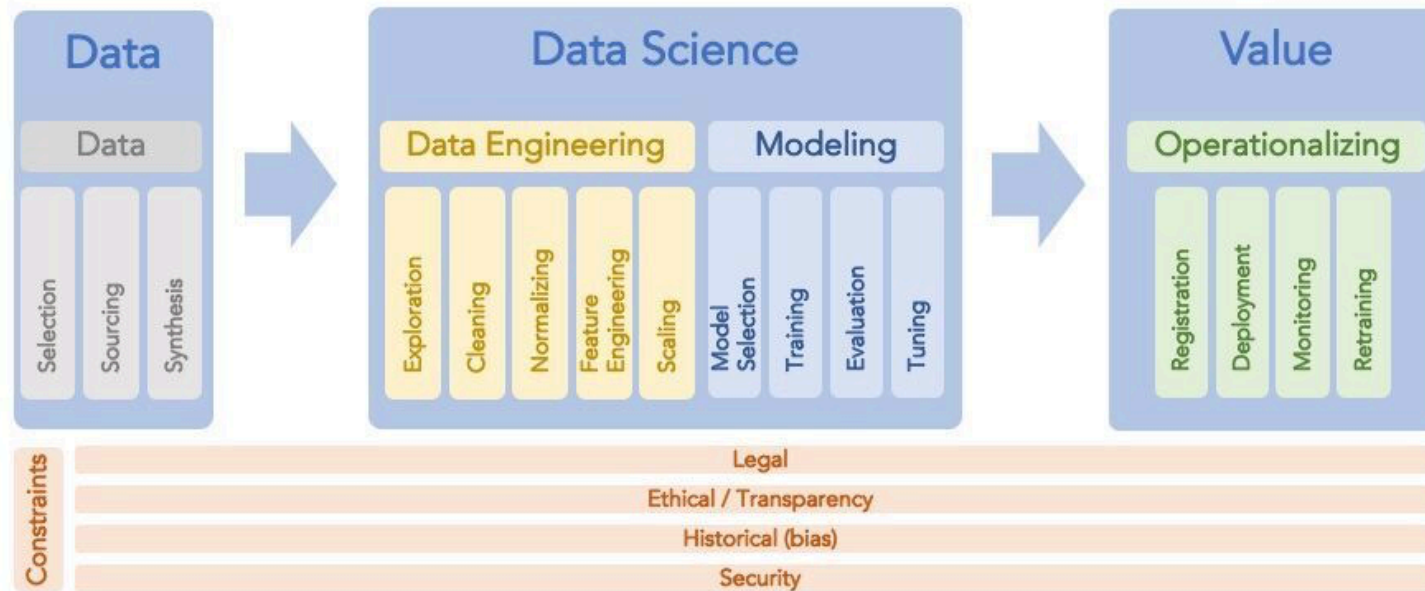 Data
Data Science
Value
Data
Data Engineering
Modeling
Operationalizing
Selection
Sourcing
Synthesis
Exploration
Cleaning
Normalizing
Feature
Engineering
Scaling
Model
Selection
Training
Evaluation
Tuning
Registration
Deployment
Monitoring
Retraining
Constraints
Legal
Ethical / Transparency
Historical (bias)
Security